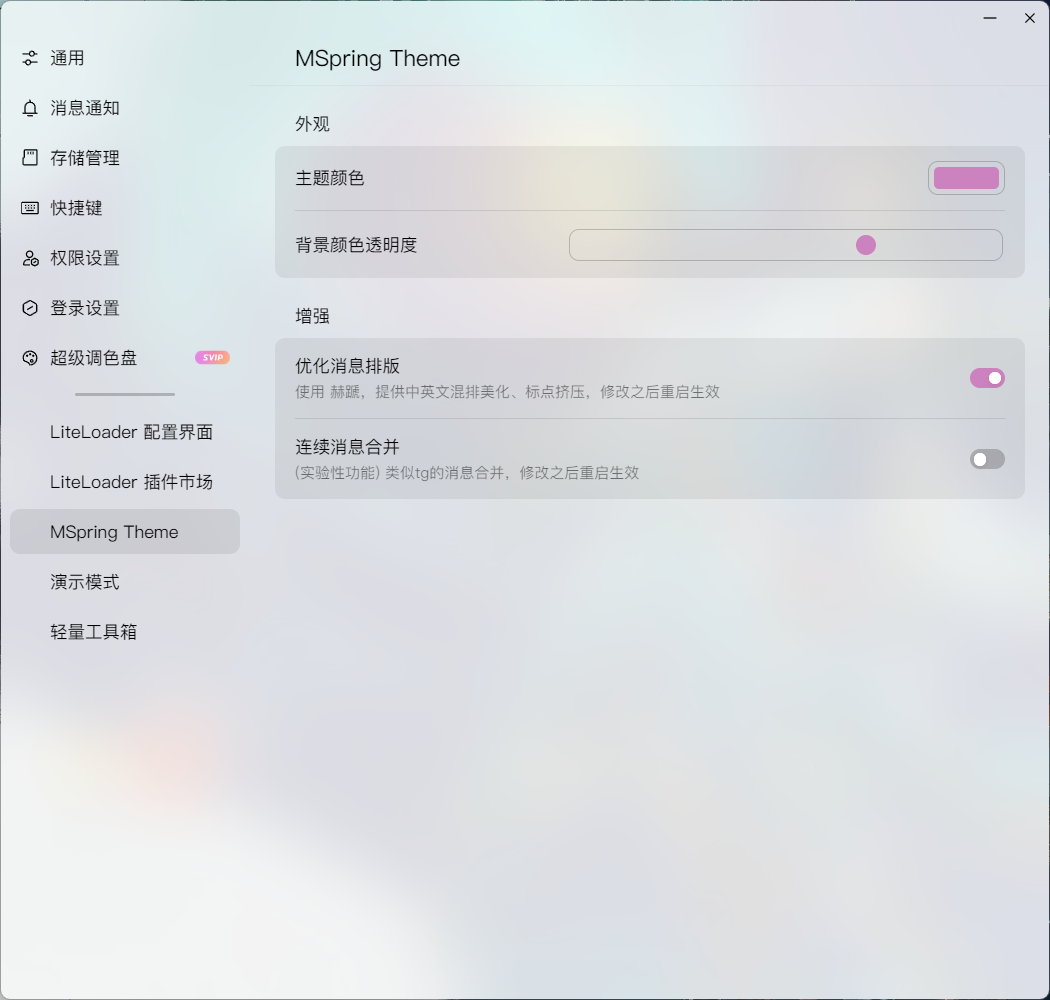 通用
消息通知
存储管理
快捷键
权限设置
登录设置
超级调色盘
SVIP
LiteLoader 配置界面
LiteLoader 插件市场
MSpring Theme
演示模式
轻量工具箱
MSpring Theme
外观
主题颜色
背景颜色透明度
增强
优化消息排版
使用 赫蹏，提供中英文混排美化、标点挤压，修改之后重启生效
连续消息合并
(实验性功能) 类似tg的消息合并，修改之后重启生效